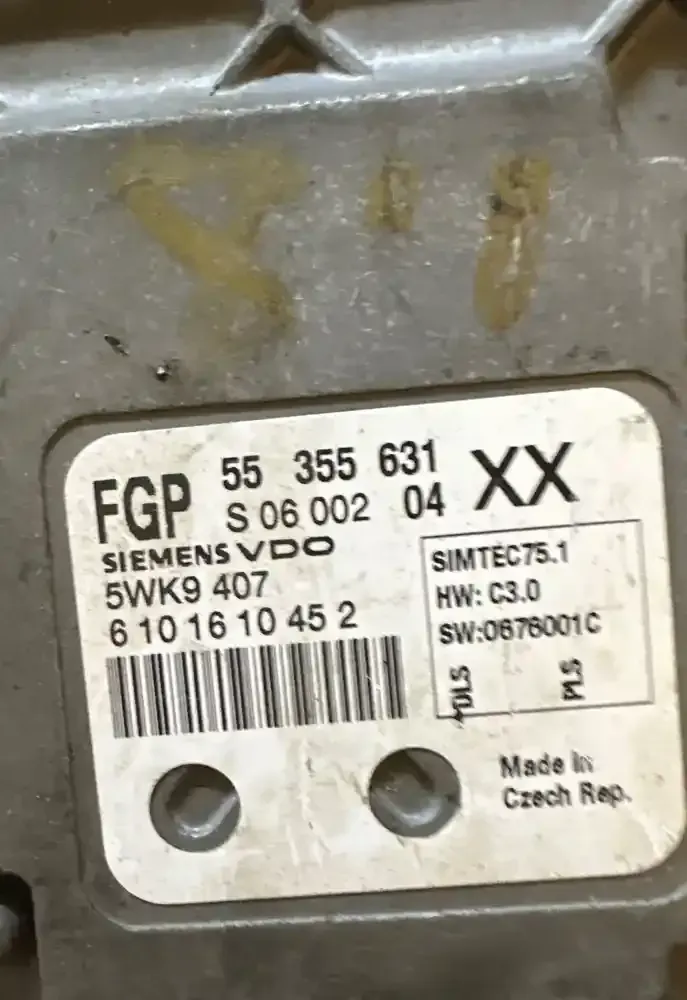 FGP 55 355 631 XX
S 06 002 04
SIEMENS VDO
5WK9 407
6 10 16 10 45 2
SIMTEC75.1
HW: C3.0
SW:0676001C
DLS PLS
Made in
Czech Rep.